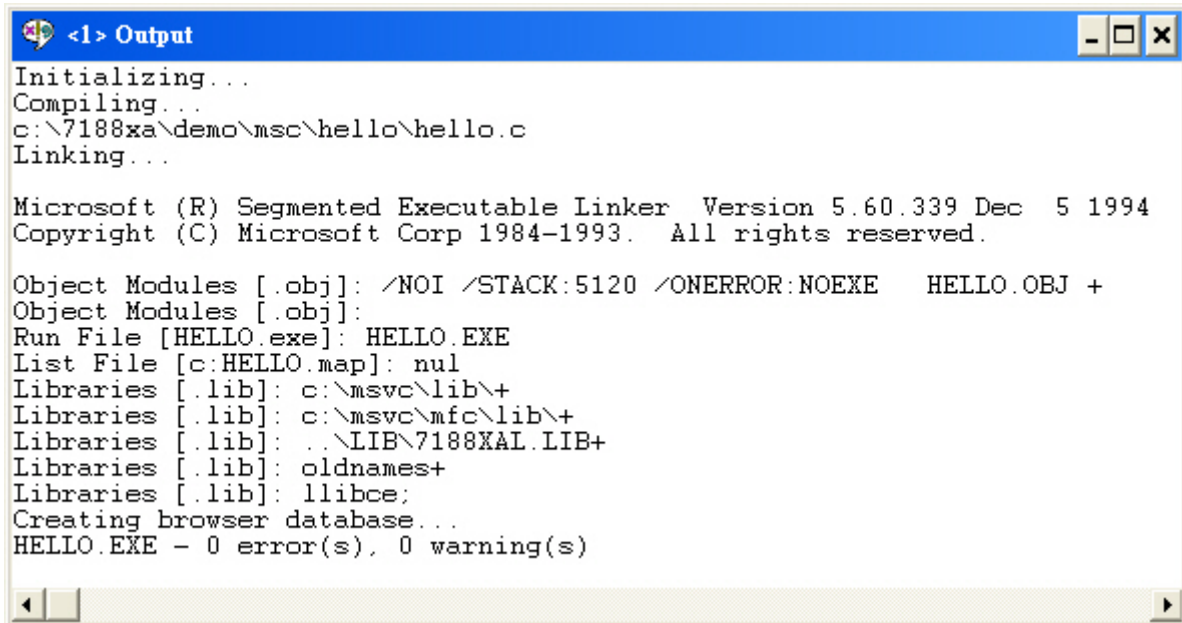 <1> Output
Initializing...
Compiling...
c:\7188xa\demo\msc\hello\hello.c
Linking...
Microsoft (R) Segmented Executable Linker  Version 5.60.339 Dec  5 1994
Copyright (C) Microsoft Corp 1984-1993.  All rights reserved.
Object Modules [.obj]: /NOI /STACK:5120 /ONERROR:NOEXE   HELLO.OBJ +
Object Modules [.obj]:
Run File [HELLO.exe]: HELLO.EXE
List File [c:HELLO.map]: nul
Libraries [.lib]: c:\msvc\lib\+
Libraries [.lib]: c:\msvc\mfc\lib\+
Libraries [.lib]: ..\LIB\7188XAL.LIB+
Libraries [.lib]: oldnames+
Libraries [.lib]: llibce;
Creating browser database...
HELLO.EXE - 0 error(s), 0 warning(s)